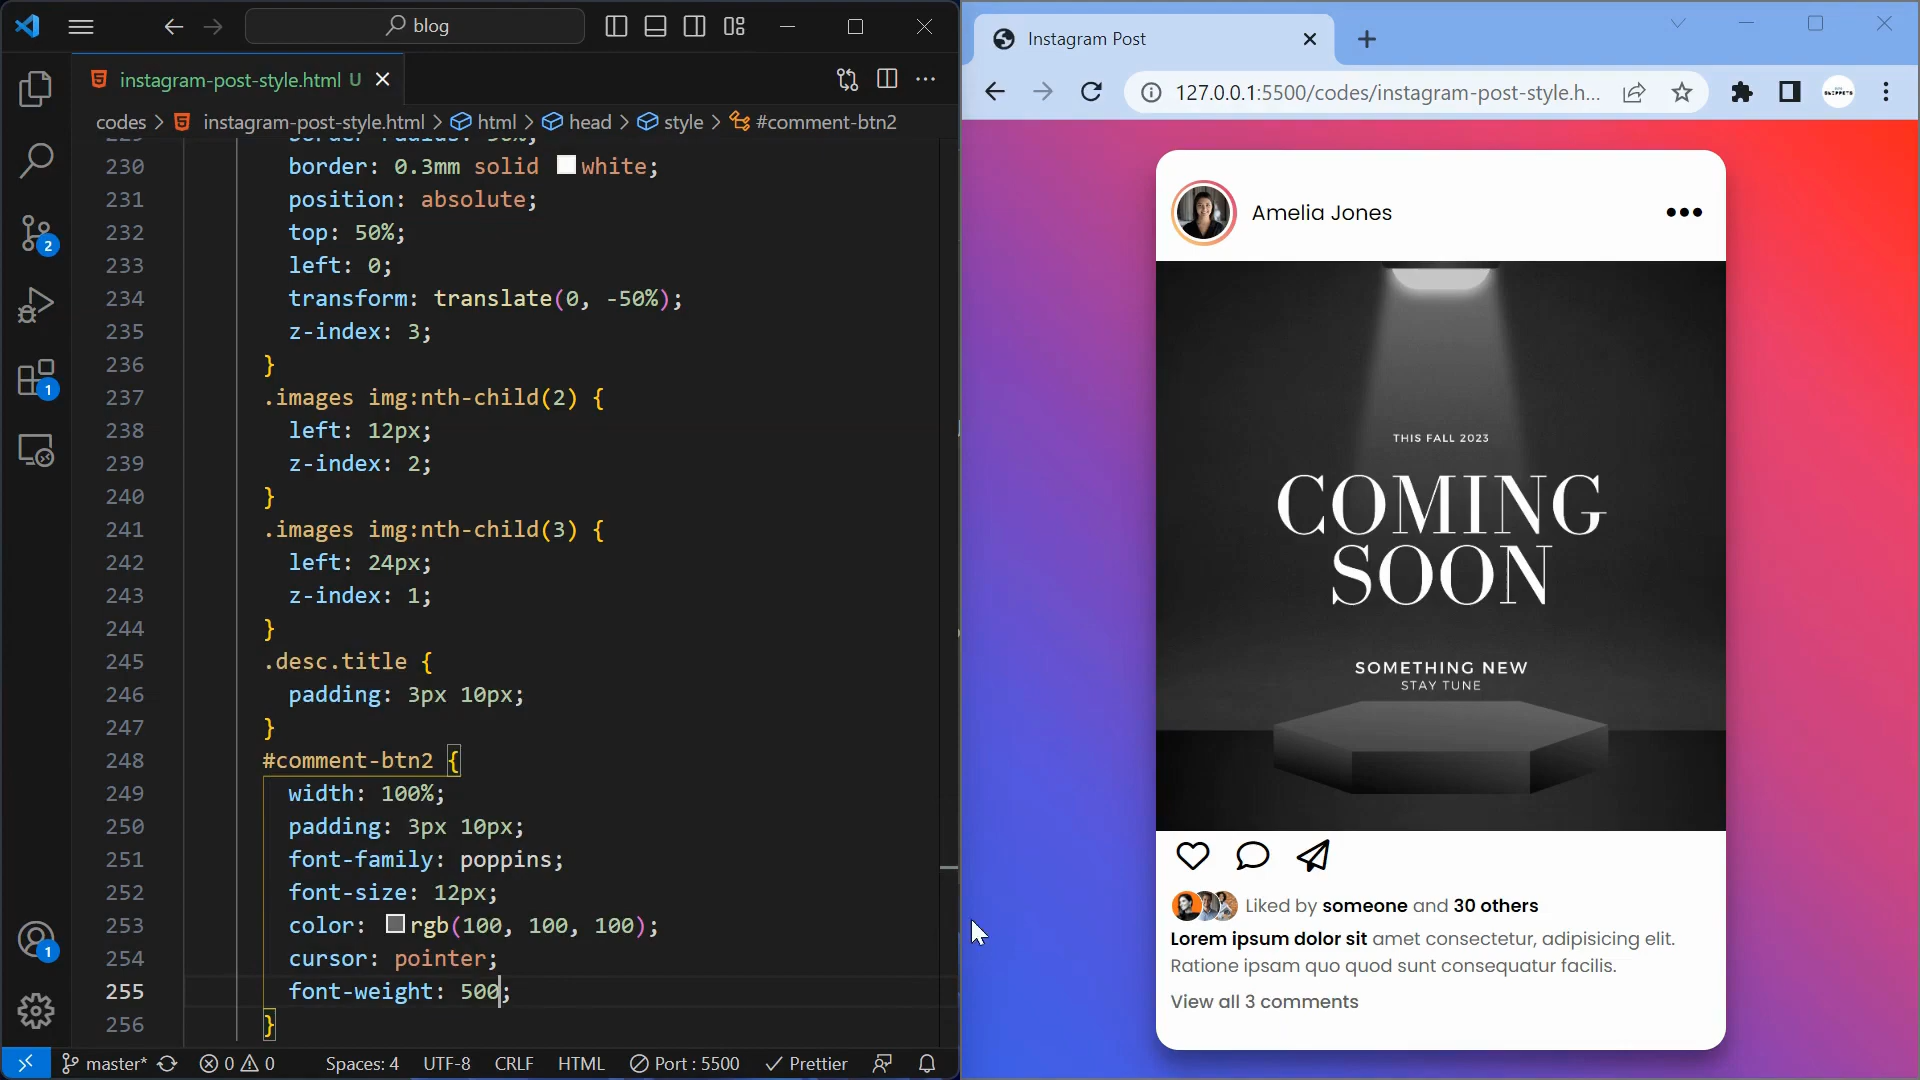 blog
instagram-post-style.html U
codes > instagram-post-style.html > html > head > style > #comment-btn2
230 border: 0.3mm solid white;
231 position: absolute;
232 top: 50%;
233 left: 0;
234 transform: translate(0, -50%);
235 z-index: 3;
236 }
237 .images img:nth-child(2) {
238 left: 12px;
239 z-index: 2;
240 }
241 .images img:nth-child(3) {
242 left: 24px;
243 z-index: 1;
244 }
245 .desc.title {
246 padding: 3px 10px;
247 }
248 #comment-btn2 {
249 width: 100%;
250 padding: 3px 10px;
251 font-family: poppins;
252 font-size: 12px;
253 color: rgb(100, 100, 100);
254 cursor: pointer;
255 font-weight: 500;
256 }
2
1
1
master* 0 0 Spaces: 4 UTF-8 CRLF HTML Port : 5500 Prettier
Instagram Post
127.0.0.1:5500/codes/instagram-post-style.h...
Amelia Jones
THIS FALL 2023
COMING
SOON
SOMETHING NEW
STAY TUNE
Liked by someone and 30 others
Lorem ipsum dolor sit amet consectetur, adipisicing elit.
Ratione ipsam quo quod sunt consequatur facilis.
View all 3 comments